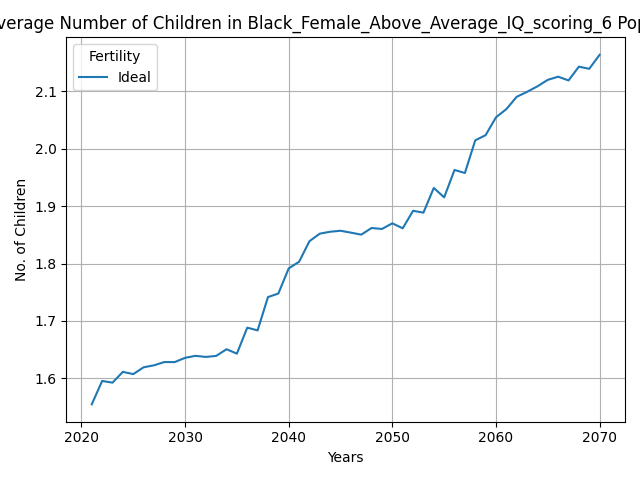 verage Number of Children in Black_Female_Above_Average_IQ_scoring_6 Pop
Fertility
Ideal
No. of Children
2.1
2.0
1.9
1.8
1.7
1.6
2020 2030 2040 2050 2060 2070
Years